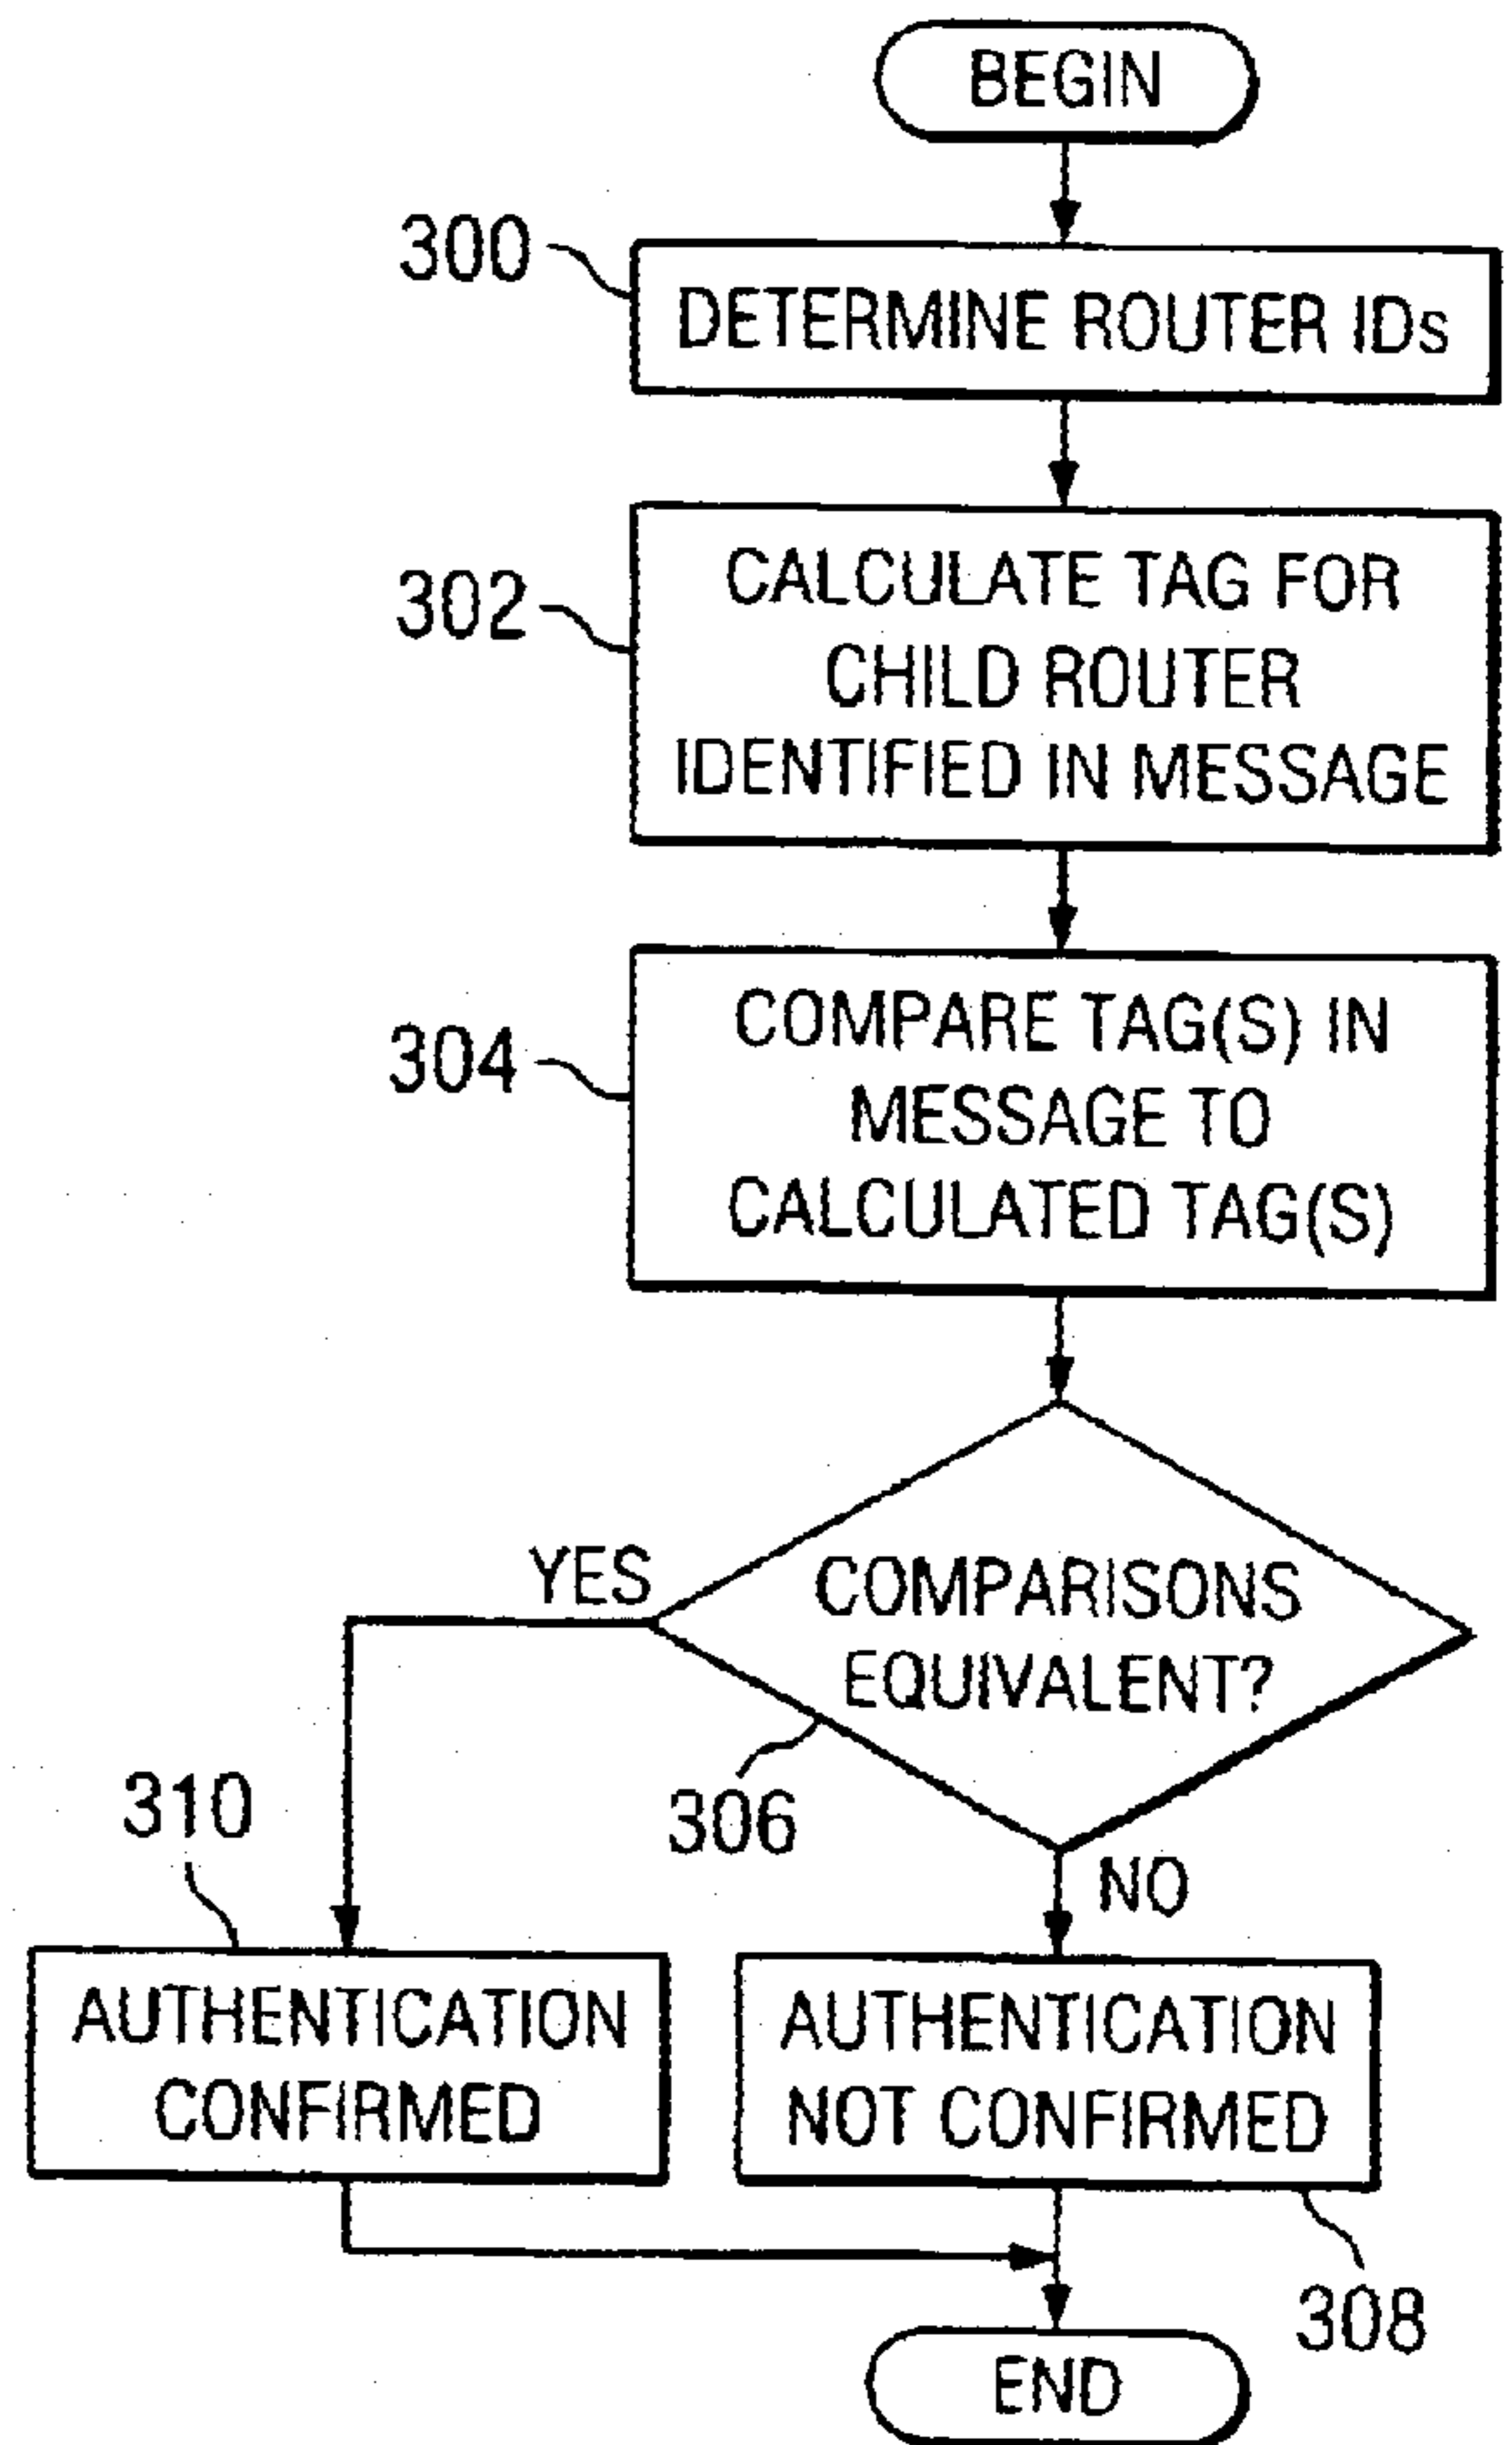 BEGIN
300
DETERMINE ROUTER IDs
302
CALCULATE TAG FOR
CHILD ROUTER
IDENTIFIED IN MESSAGE
304
COMPARE TAG(S) IN
MESSAGE TO
CALCULATED TAG(S)
YES
COMPARISONS
EQUIVALENT?
306
NO
310
AUTHENTICATION
CONFIRMED
AUTHENTICATION
NOT CONFIRMED
308
END